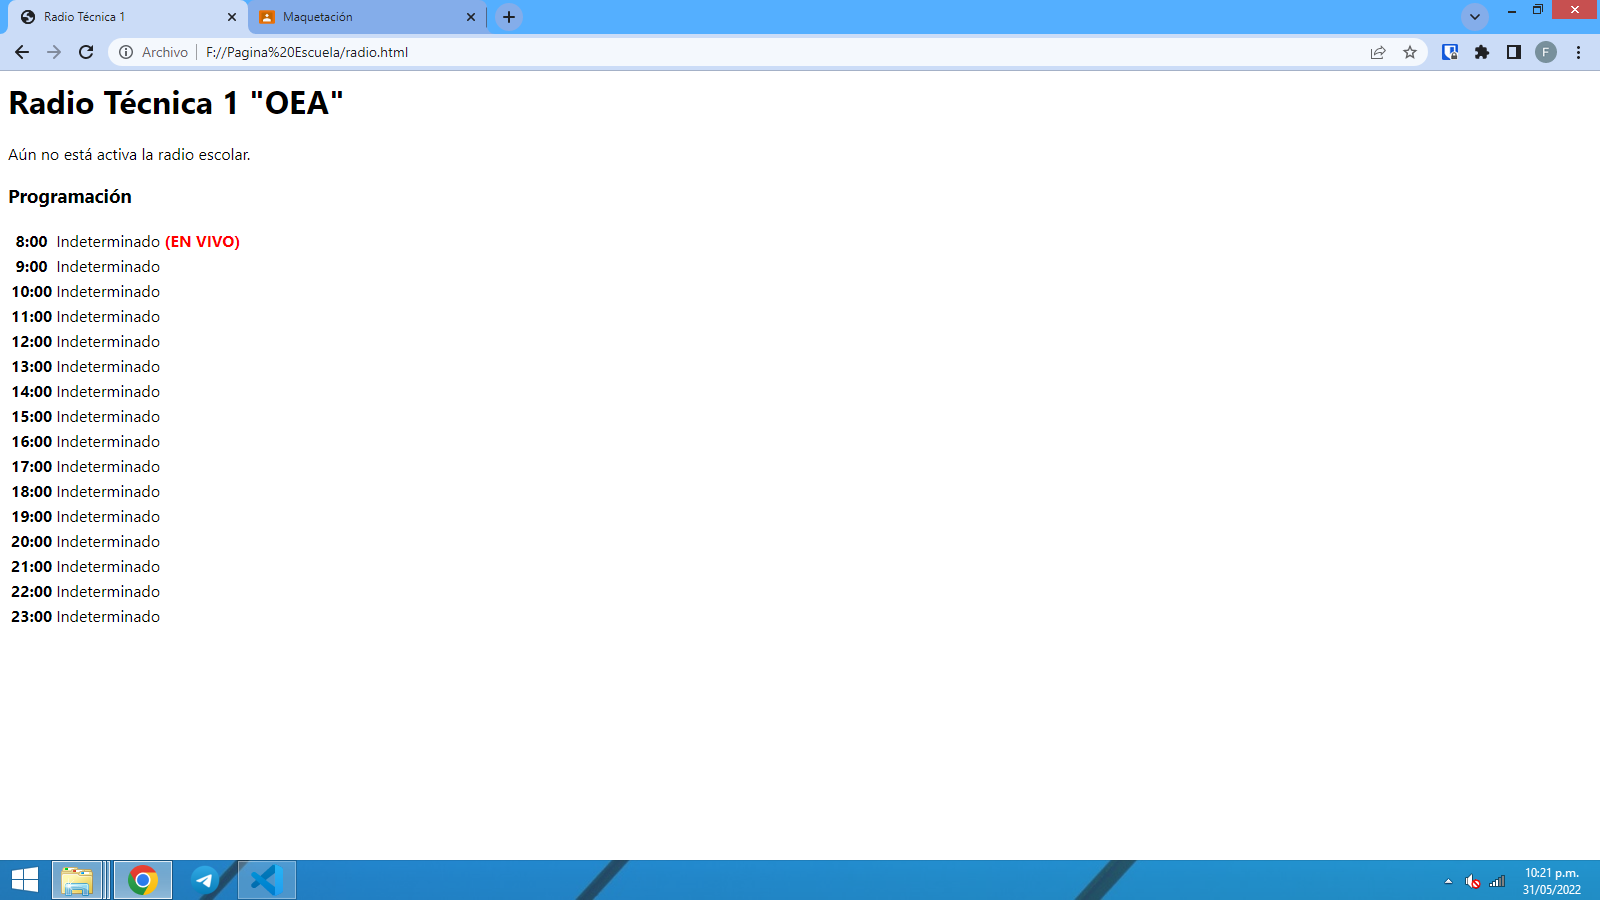 Radio Técnica 1
Maquetación
Archivo
F://Pagina%20Escuela/radio.html
F
Radio Técnica 1 "OEA"
Aún no está activa la radio escolar.
Programación
8:00 Indeterminado (EN VIVO)
9:00 Indeterminado
10:00 Indeterminado
11:00 Indeterminado
12:00 Indeterminado
13:00 Indeterminado
14:00 Indeterminado
15:00 Indeterminado
16:00 Indeterminado
17:00 Indeterminado
18:00 Indeterminado
19:00 Indeterminado
20:00 Indeterminado
21:00 Indeterminado
22:00 Indeterminado
23:00 Indeterminado
10:21 p.m.
31/05/2022